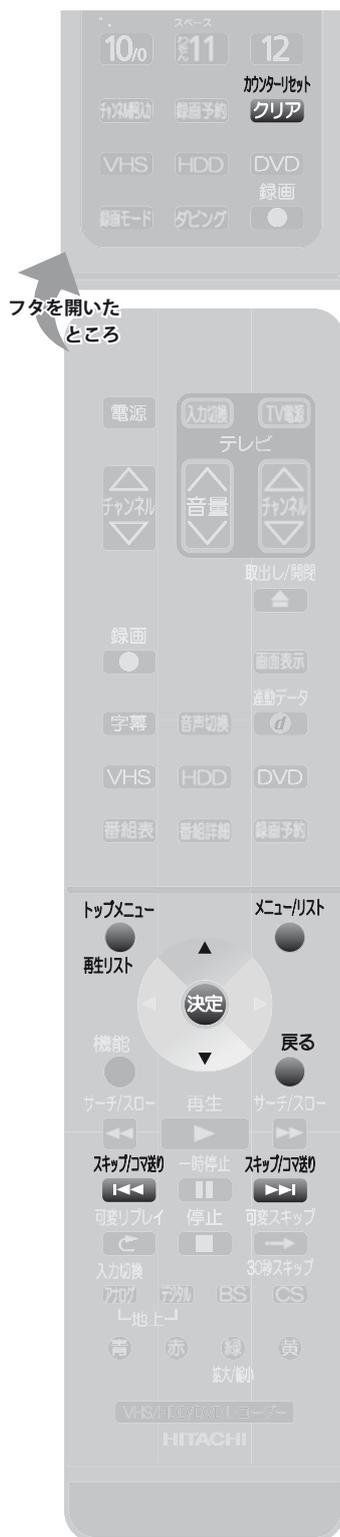 スペース
10/0 11 12
カウンターリセット
チャンネル番号入力 録画予約 クリア
VHS HDD DVD
録画
録画モード ダビング
フタを開いた
ところ
電源 入力切換 TV電源
テレビ
チャンネル 音量 チャンネル
取出し/開閉
録画
画面表示
連動データ
字幕 音声切換 d
VHS HDD DVD
番組表 番組詳細 録画予約
トップメニュー メニュー/リスト
再生リスト
決定
機能 戻る
サーチ/スロー 再生 サーチ/スロー
スキップ/コマ送り 一時停止 スキップ/コマ送り
可変リプレイ 停止 可変スキップ
入力切換 30秒スキップ
アナログ デジタル BS CS
地上
青 赤 緑 黄
拡大/縮小
VHS/HDD/DVDレコーダー
HITACHI